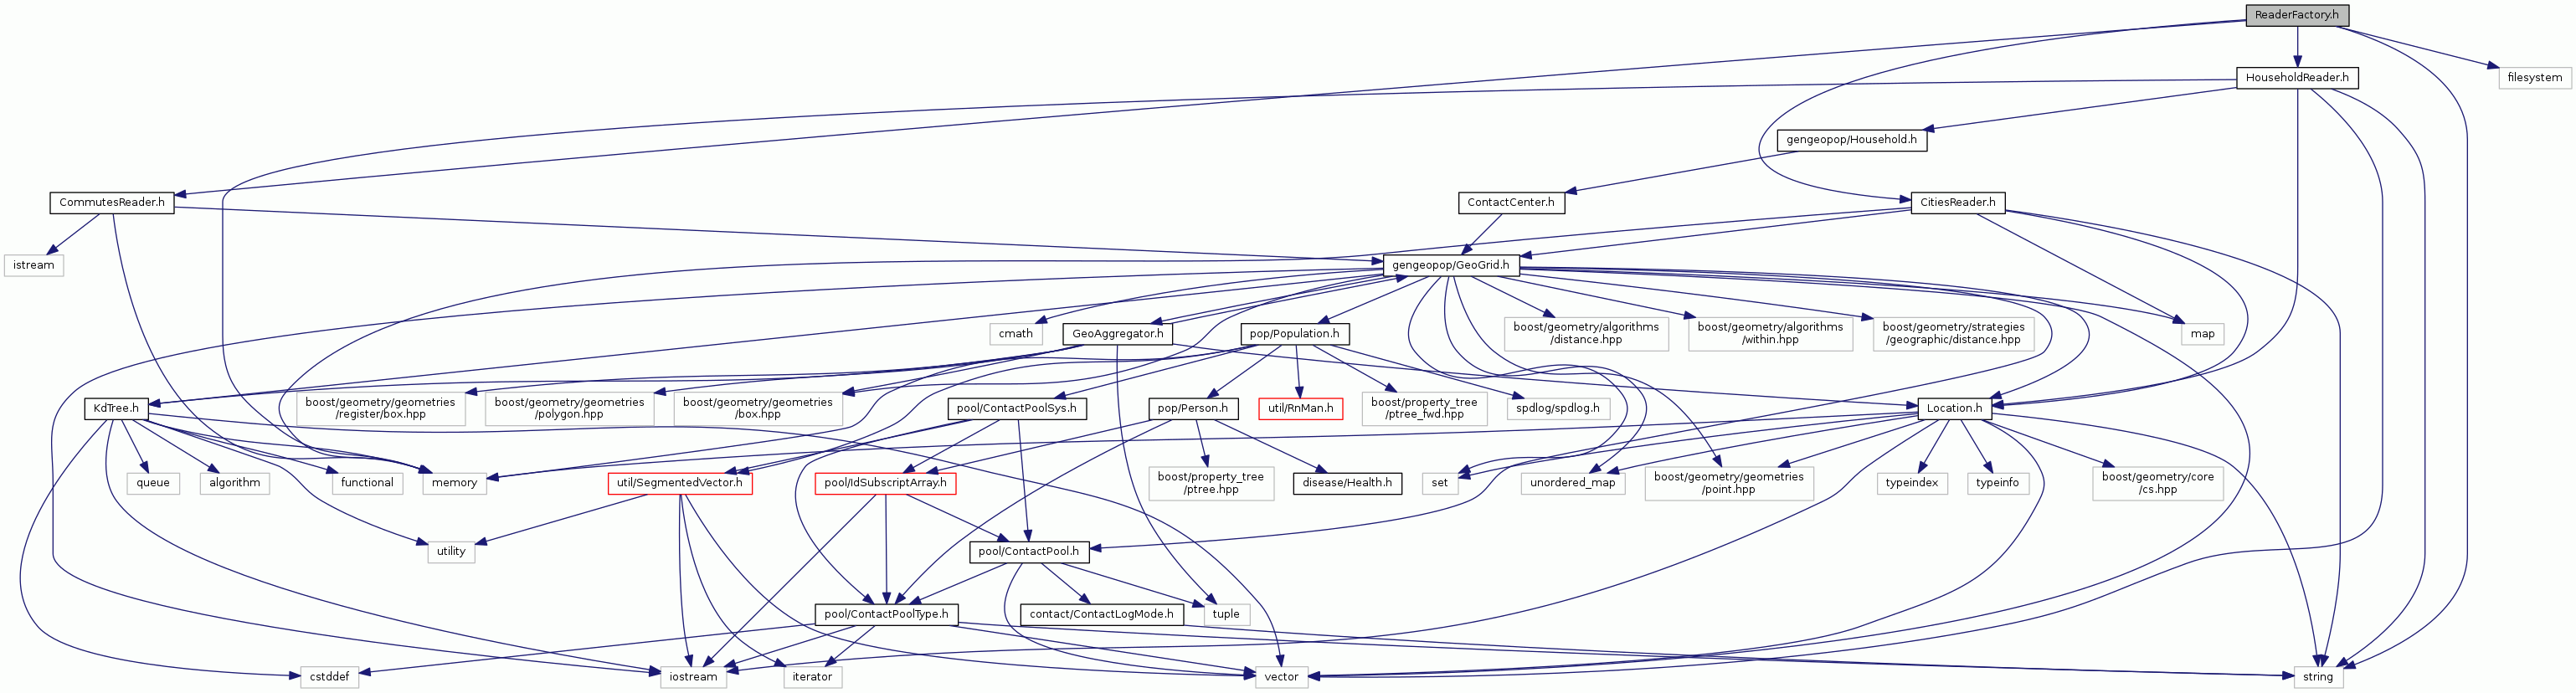 ReaderFactory.h
HouseholdReader.h
filesystem
gengeopop/Household.h
CommutesReader.h
ContactCenter.h
CitiesReader.h
istream
gengeopop/GeoGrid.h
cmath
GeoAggregator.h
pop/Population.h
boost/geometry/algorithms
/distance.hpp
boost/geometry/algorithms
/within.hpp
boost/geometry/strategies
/geographic/distance.hpp
map
KdTree.h
boost/geometry/geometries
/register/box.hpp
boost/geometry/geometries
/polygon.hpp
boost/geometry/geometries
/box.hpp
pool/ContactPoolSys.h
pop/Person.h
util/RnMan.h
boost/property_tree
/ptree_fwd.hpp
spdlog/spdlog.h
Location.h
queue
algorithm
functional
memory
util/SegmentedVector.h
pool/IdSubscriptArray.h
boost/property_tree
/ptree.hpp
disease/Health.h
set
unordered_map
boost/geometry/geometries
/point.hpp
typeindex
typeinfo
boost/geometry/core
/cs.hpp
utility
pool/ContactPool.h
pool/ContactPoolType.h
contact/ContactLogMode.h
tuple
cstddef
iostream
iterator
vector
string